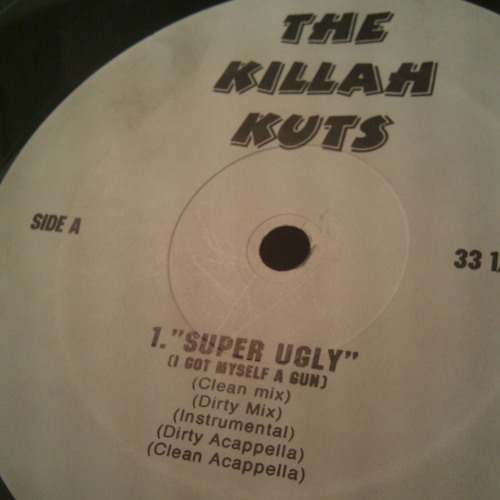 THE
KILLAH
KUTS
SIDE A
33 1/
1. "SUPER UGLY"
(I GOT MYSELF A GUN)
(Clean mix)
(Dirty Mix)
(Instrumental)
(Dirty Acappella)
(Clean Acappella)